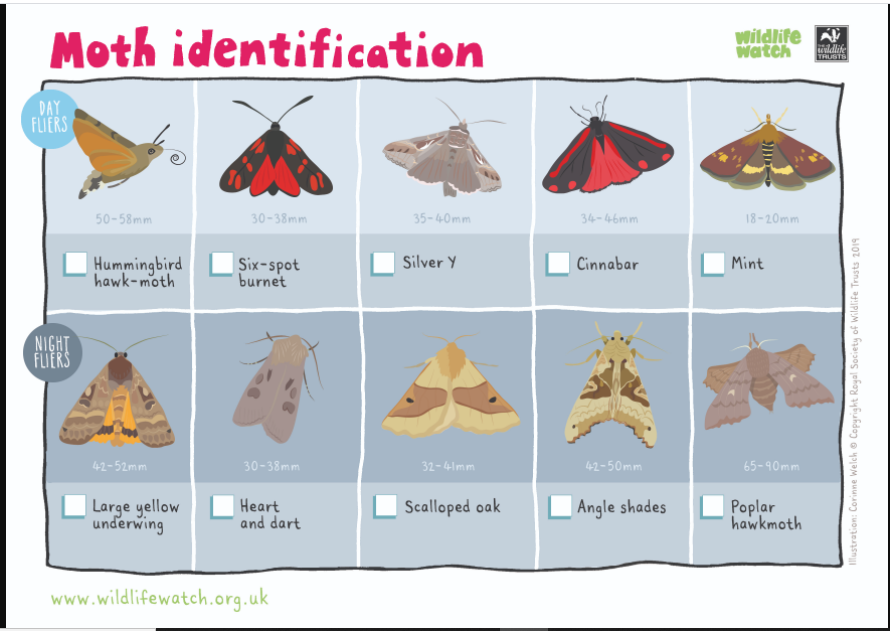 Moth identification
wildlife
watch
THE
wildlife
TRUSTS
DAY
FLIERS
50-58mm
30-38mm
35-40mm
34-46mm
18-20mm
Hummingbird
hawk-moth
Six-spot
burnet
Silver Y
Cinnabar
Mint
NIGHT
FLIERS
42-52mm
30-38mm
32-41mm
42-50mm
65-90mm
Large yellow
underwing
Heart
and dart
Scalloped oak
Angle shades
Poplar
hawkmoth
Illustration: Corinne Welch © Copyright Royal Society of Wildlife Trusts 2019
www.wildlifewatch.org.uk